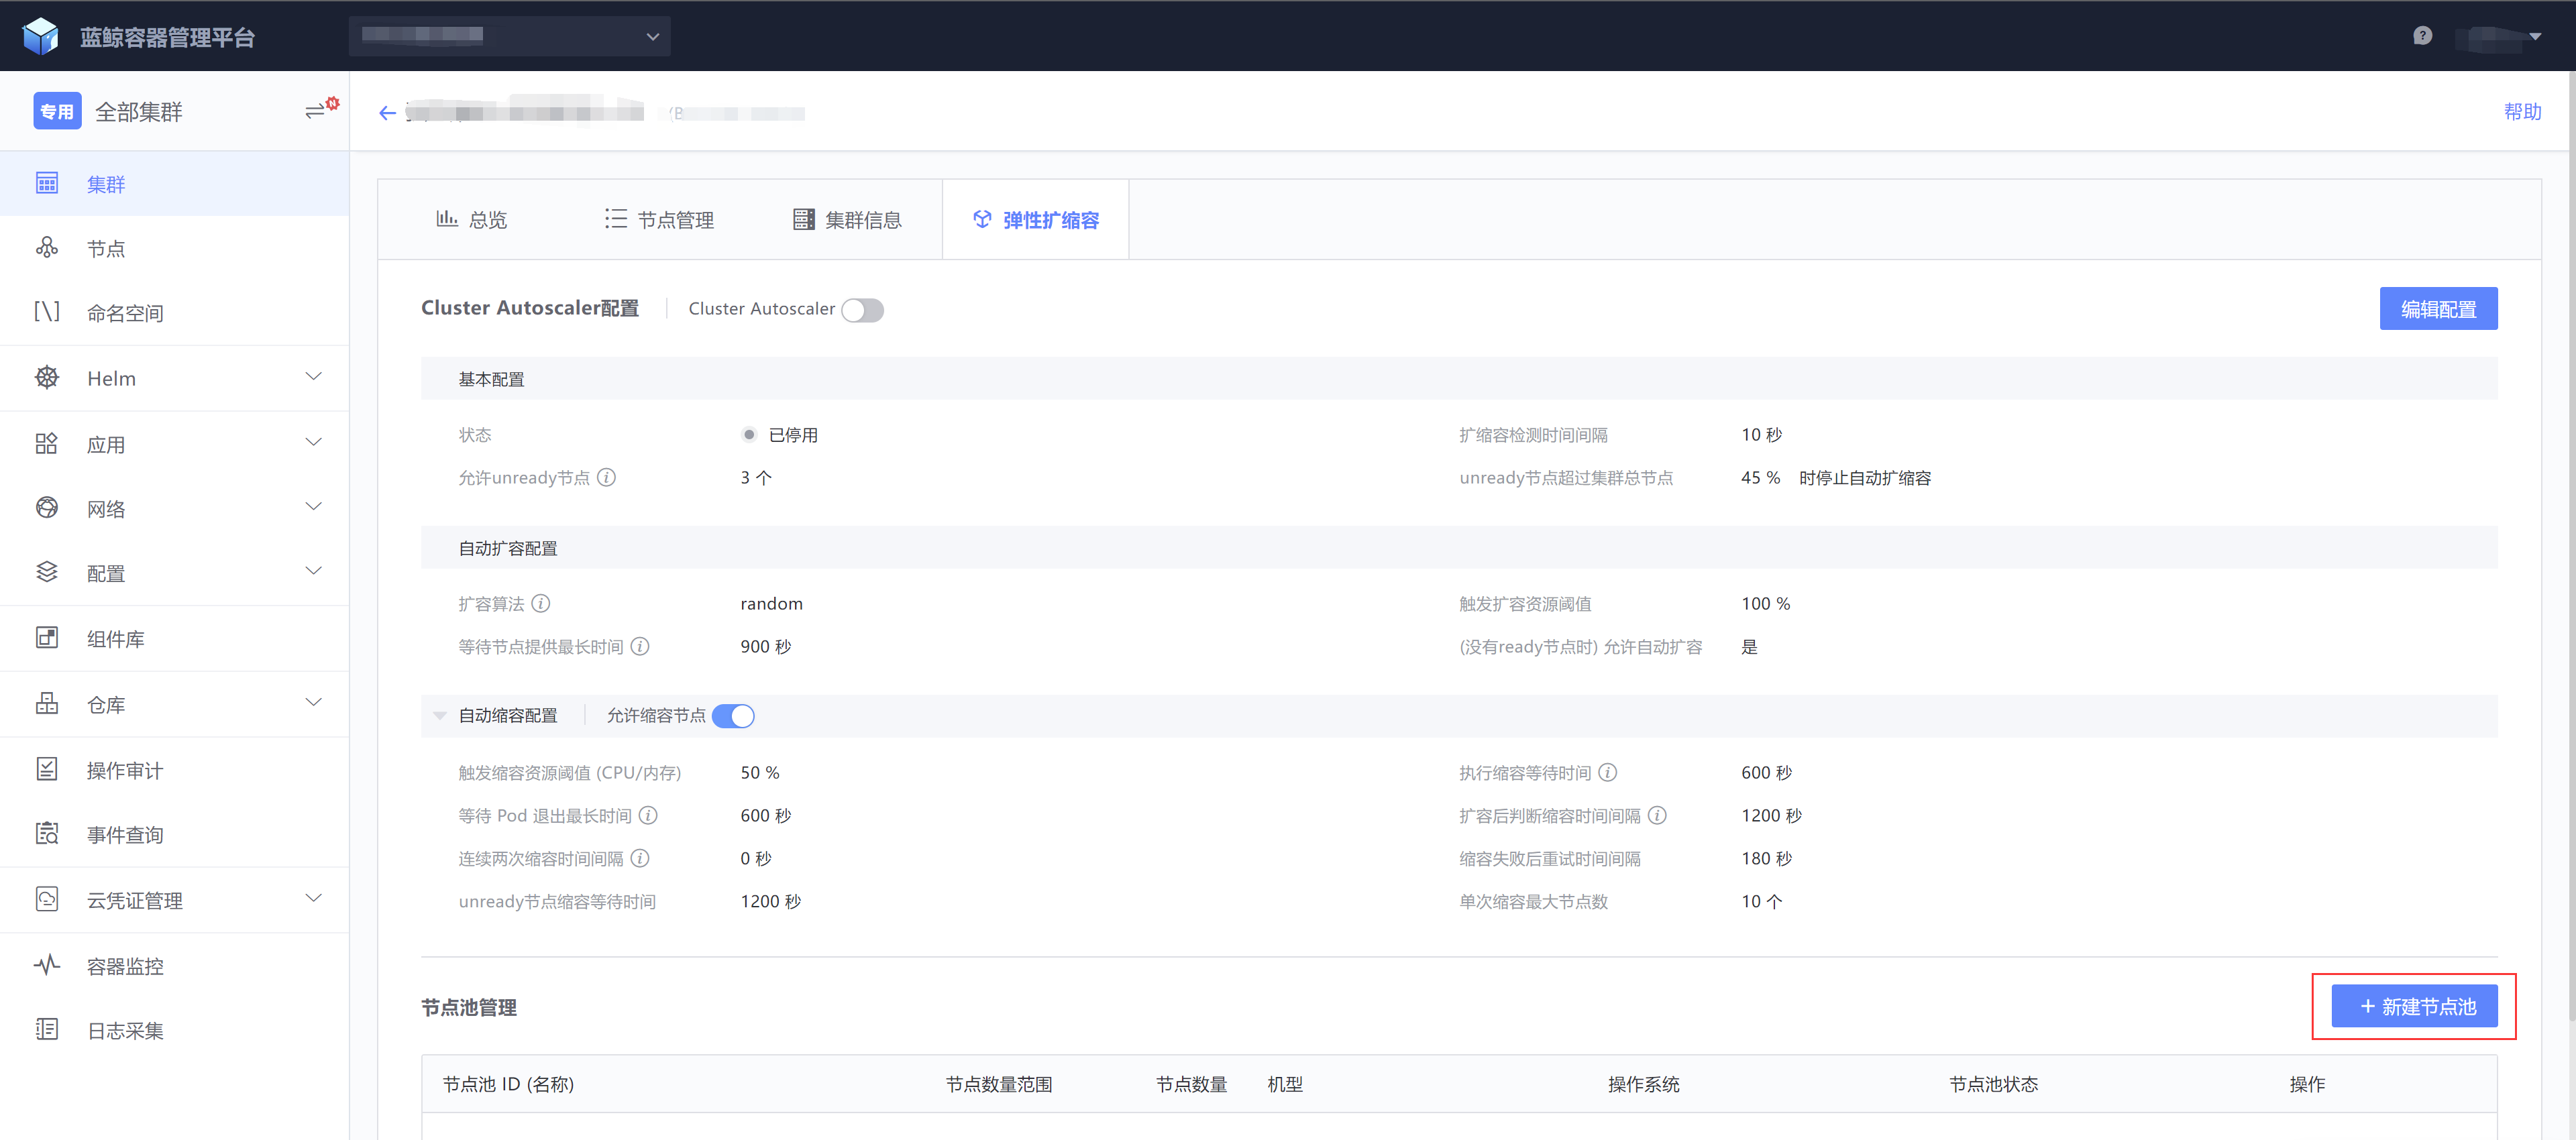 蓝鲸容器管理平台
专用 全部集群
帮助
集群
节点
命名空间
Helm
应用
网络
配置
组件库
仓库
操作审计
事件查询
云凭证管理
容器监控
日志采集
总览 节点管理 集群信息 弹性扩缩容
Cluster Autoscaler配置 Cluster Autoscaler 编辑配置
基本配置
状态 已停用 扩缩容检测时间间隔 10 秒
允许unready节点 3 个 unready节点超过集群总节点 45 % 时停止自动扩缩容
自动扩容配置
扩容算法 random 触发扩容资源阈值 100 %
等待节点提供最长时间 900 秒 (没有ready节点时) 允许自动扩容 是
自动缩容配置 允许缩容节点
触发缩容资源阈值 (CPU/内存) 50 % 执行缩容等待时间 600 秒
等待 Pod 退出最长时间 600 秒 扩容后判断缩容时间间隔 1200 秒
连续两次缩容时间间隔 0 秒 缩容失败后重试时间间隔 180 秒
unready节点缩容等待时间 1200 秒 单次缩容最大节点数 10 个
节点池管理 + 新建节点池
节点池 ID (名称) 节点数量范围 节点数量 机型 操作系统 节点池状态 操作